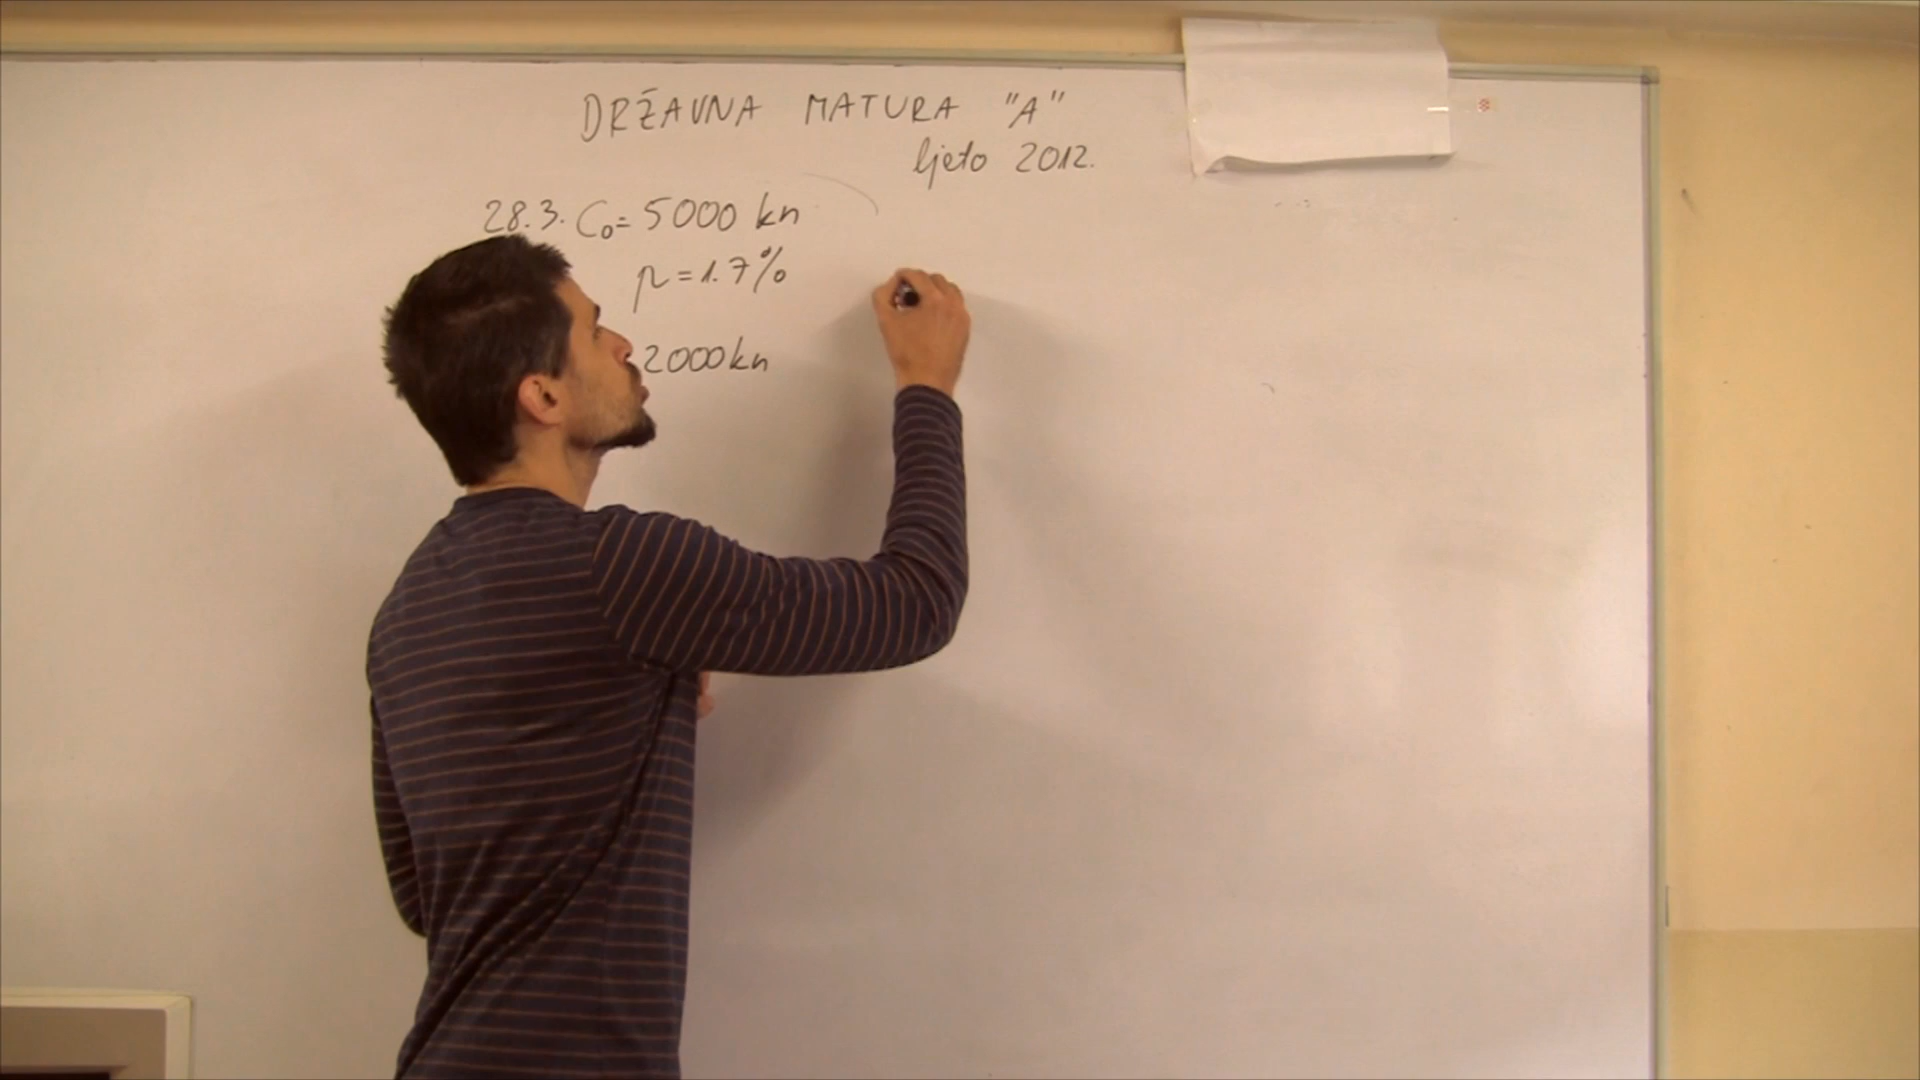 DRŽAVNA MATURA "A"
ljeto 2012.
28.3. C₀= 5000 kn
p = 1.7%
2000 kn